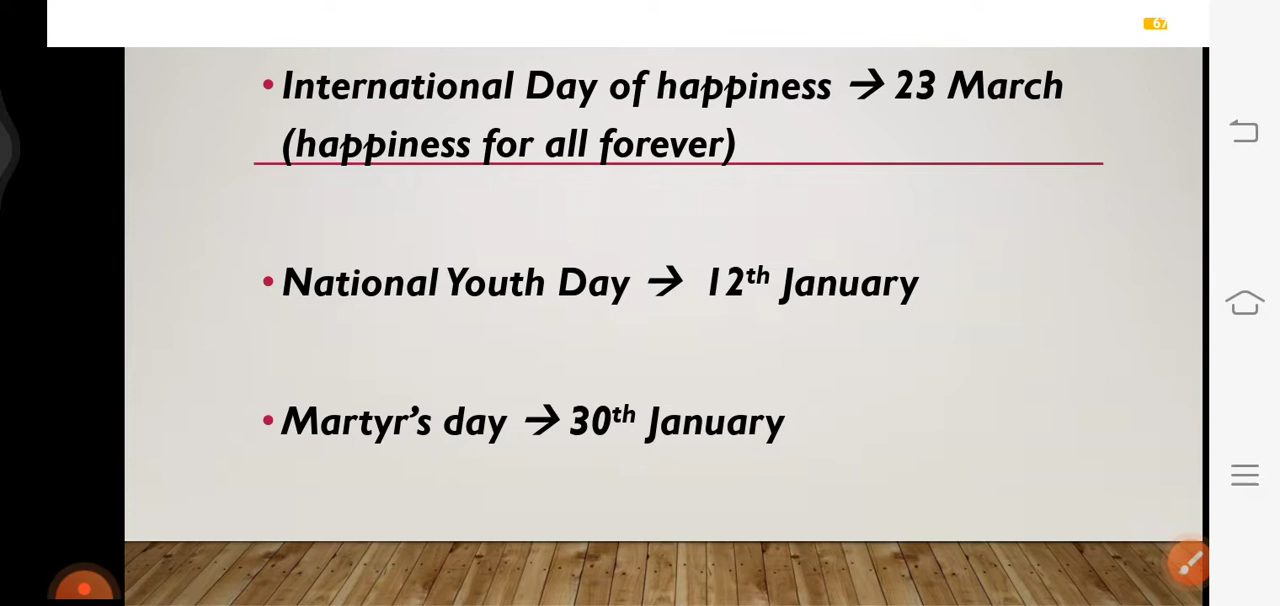 67
• International Day of happiness → 23 March
(happiness for all forever)
• National Youth Day → 12th January
• Martyr's day → 30th January